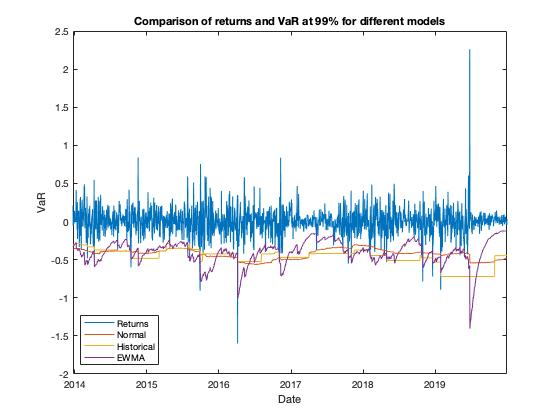 Comparison of returns and VaR at 99% for different models
2.5
2
1.5
1
0.5
0
-0.5
-1
-1.5
-2
VaR
Returns
Normal
Historical
EWMA
2014 2015 2016 2017 2018 2019
Date